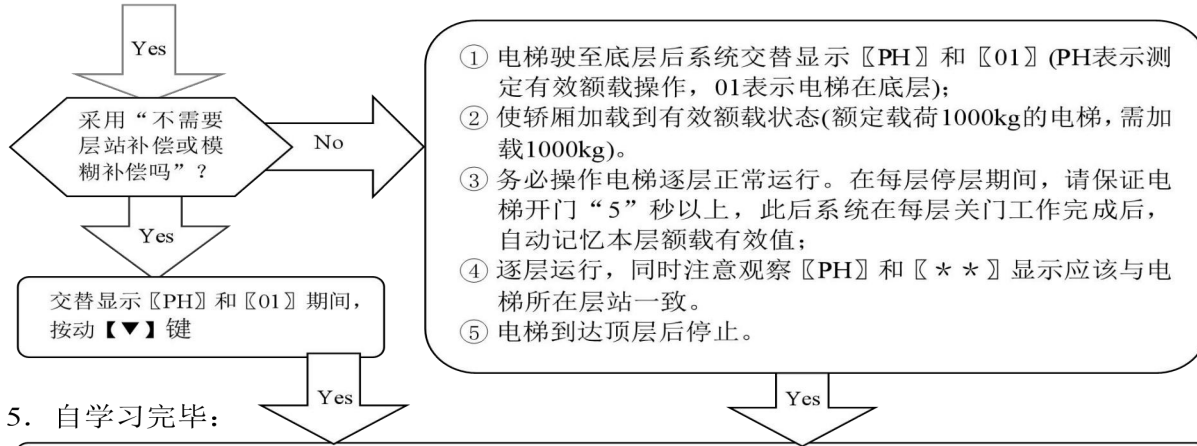 Yes
采用“不需要
层站补偿或模
糊补偿吗”？
No
① 电梯驶至底层后系统交替显示〖PH〗和〖01〗(PH表示测
定有效额载操作，01表示电梯在底层)；
② 使轿厢加载到有效额载状态(额定载荷1000kg的电梯，需加
载1000kg)。
③ 务必操作电梯逐层正常运行。在每层停层期间，请保证电
梯开门“5”秒以上，此后系统在每层关门工作完成后，
自动记忆本层额载有效值；
④ 逐层运行，同时注意观察〖PH〗和〖＊＊〗显示应该与电
梯所在层站一致。
⑤ 电梯到达顶层后停止。
Yes
交替显示〖PH〗和〖01〗期间，
按动【▼】键
Yes
Yes
5．自学习完毕：